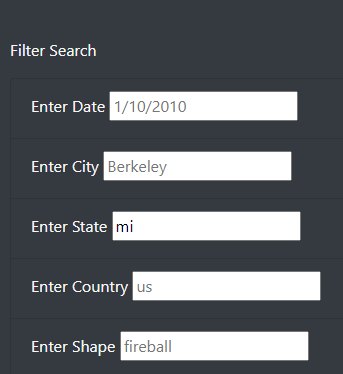 Filter Search
Enter Date 1/10/2010
Enter City Berkeley
Enter State mi
Enter Country us
Enter Shape fireball